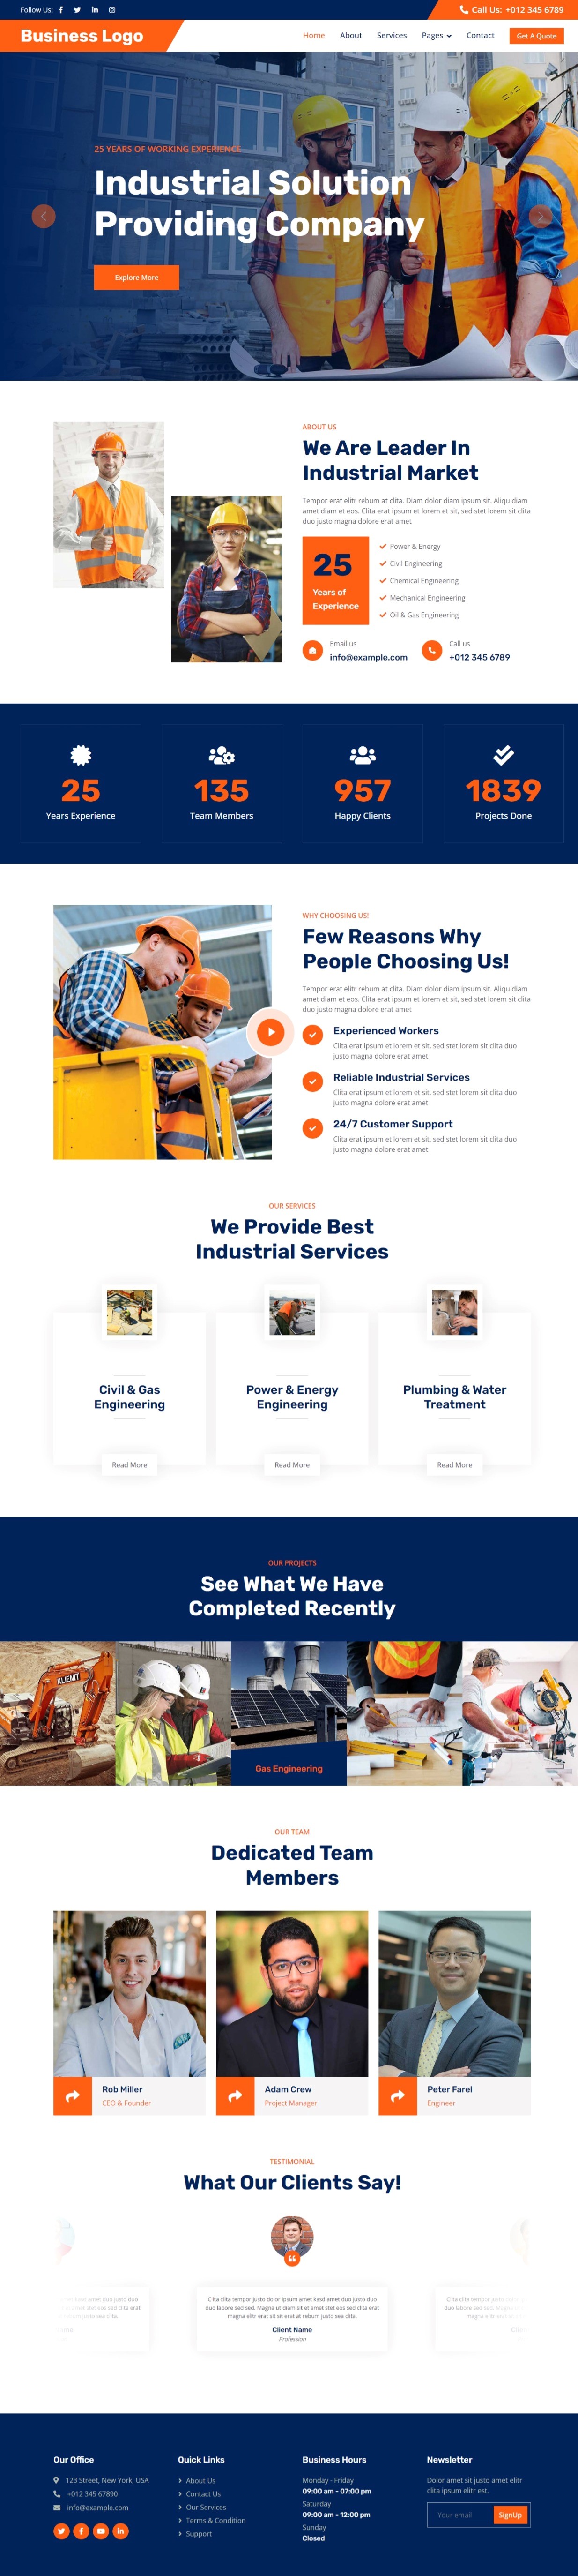 Follow Us:
Call Us: +012 345 6789
Business Logo
Home About Services Pages Contact Get A Quote
25 YEARS OF WORKING EXPERIENCE
Industrial Solution
Providing Company
Explore More
ABOUT US
We Are Leader In
Industrial Market
Tempor erat elitr rebum at clita. Diam dolor diam ipsum sit. Aliqu diam
amet diam et eos. Clita erat ipsum et lorem et sit, sed stet lorem sit clita
duo justo magna dolore erat amet
25
Years of
Experience
Power & Energy
Civil Engineering
Chemical Engineering
Mechanical Engineering
Oil & Gas Engineering
Email us
info@example.com
Call us
+012 345 6789
25
Years Experience
135
Team Members
957
Happy Clients
1839
Projects Done
WHY CHOOSING US!
Few Reasons Why
People Choosing Us!
Tempor erat elitr rebum at clita. Diam dolor diam ipsum sit. Aliqu diam
amet diam et eos. Clita erat ipsum et lorem et sit, sed stet lorem sit clita
duo justo magna dolore erat amet
Experienced Workers
Clita erat ipsum et lorem et sit, sed stet lorem sit clita duo
justo magna dolore erat amet
Reliable Industrial Services
Clita erat ipsum et lorem et sit, sed stet lorem sit clita duo
justo magna dolore erat amet
24/7 Customer Support
Clita erat ipsum et lorem et sit, sed stet lorem sit clita duo
justo magna dolore erat amet
OUR SERVICES
We Provide Best
Industrial Services
Civil & Gas
Engineering
Read More
Power & Energy
Engineering
Read More
Plumbing & Water
Treatment
Read More
OUR PROJECTS
See What We Have
Completed Recently
KLIEMT
Gas Engineering
OUR TEAM
Dedicated Team
Members
Rob Miller
CEO & Founder
Adam Crew
Project Manager
Peter Farel
Engineer
TESTIMONIAL
What Our Clients Say!
Clita clita tempor justo dolor ipsum amet kasd amet duo justo duo
duo labore sed sed. Magna ut diam sit et amet stet eos sed clita erat
magna elitr erat sit sit erat at rebum justo sea clita.
Client Name
Profession
Our Office
123 Street, New York, USA
+012 345 67890
info@example.com
Quick Links
About Us
Contact Us
Our Services
Terms & Condition
Support
Business Hours
Monday - Friday
09:00 am - 07:00 pm
Saturday
09:00 am - 12:00 pm
Sunday
Closed
Newsletter
Dolor amet sit justo amet elitr
clita ipsum elitr est.
Your email
SignUp